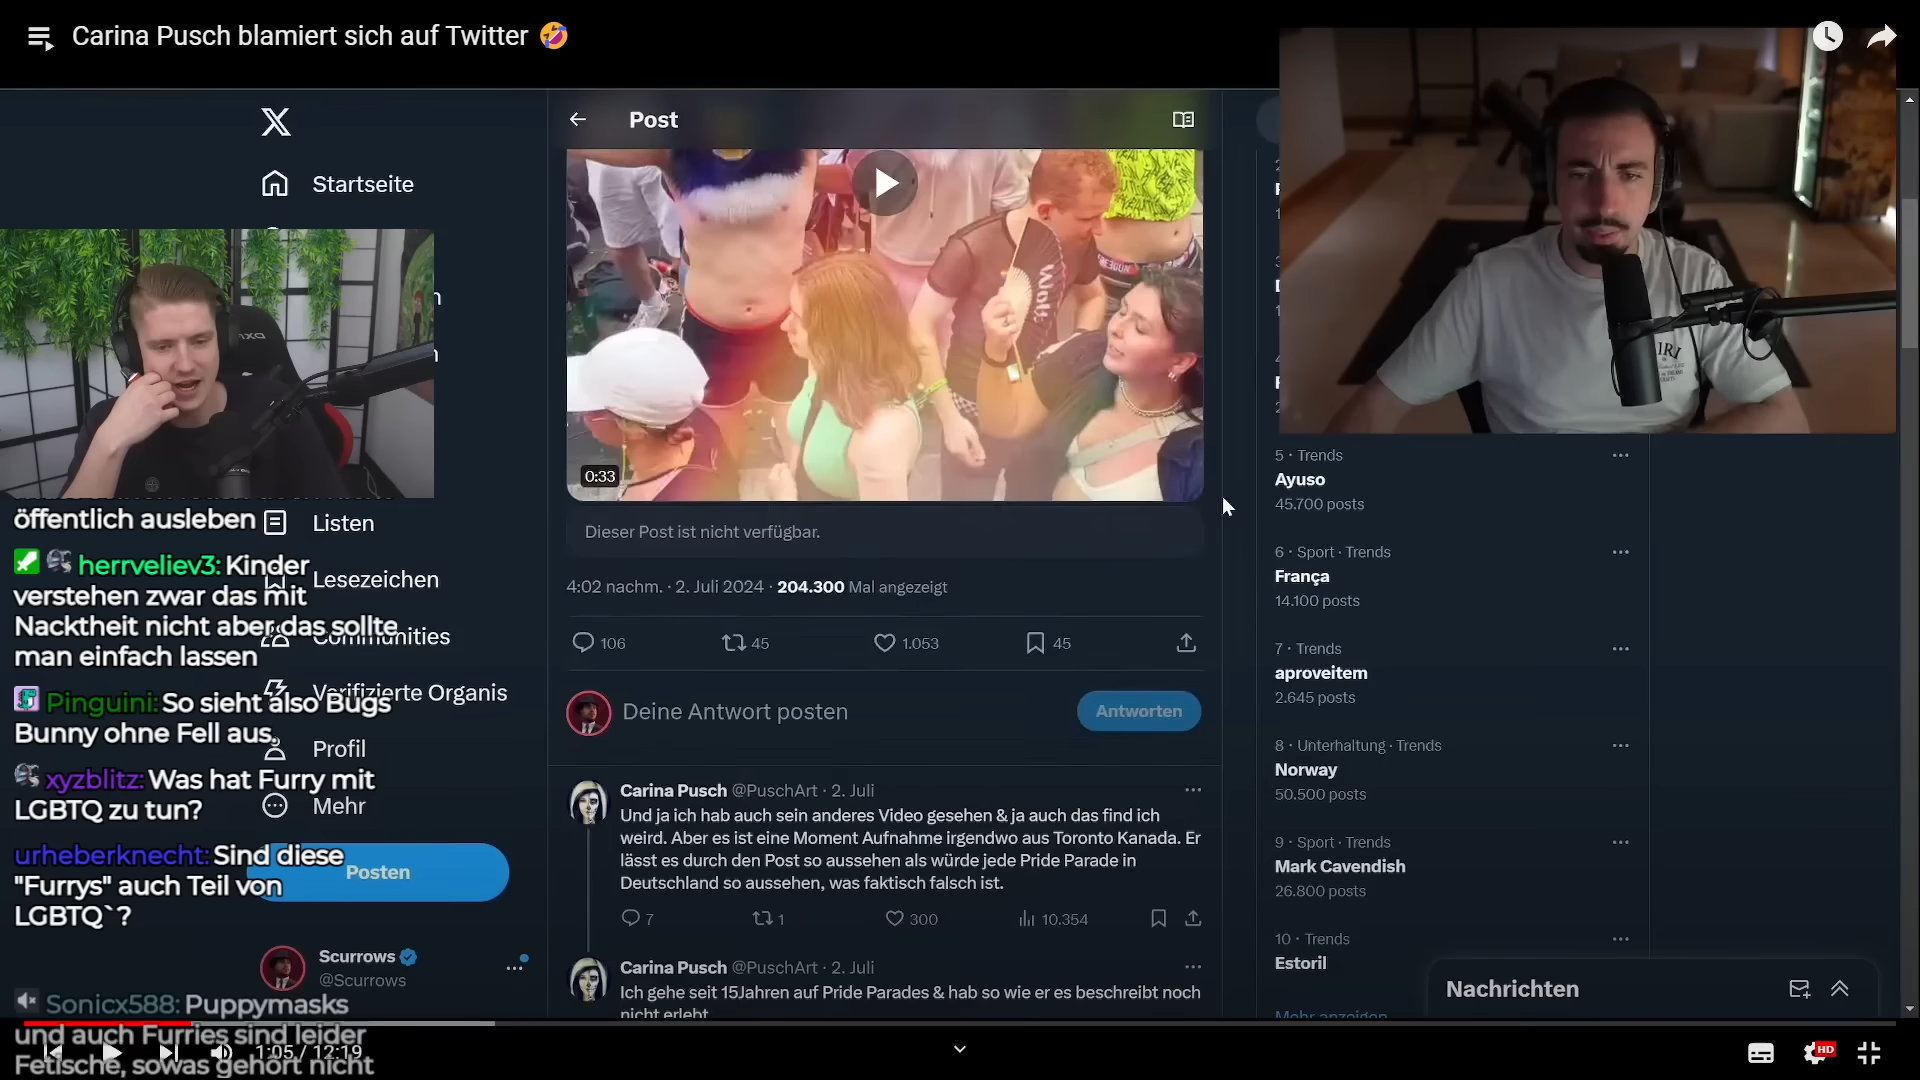 Carina Pusch blamiert sich auf Twitter 🤣
Post
Startseite
Wolt
0:33
Dieser Post ist nicht verfügbar.
4:02 nachm. · 2. Juli 2024 · 204.300 Mal angezeigt
106
45
1.053
45
Deine Antwort posten
Antworten
Carina Pusch @PuschArt · 2. Juli
Und ja ich hab auch sein anderes Video gesehen & ja auch das find ich
weird. Aber es ist eine Moment Aufnahme irgendwo aus Toronto Kanada. Er
lässt es durch den Post so aussehen als würde jede Pride Parade in
Deutschland so aussehen, was faktisch falsch ist.
7
1
300
10.354
Carina Pusch @PuschArt · 2. Juli
Ich gehe seit 15Jahren auf Pride Parades & hab so wie er es beschreibt noch
nicht erlebt
Listen
Lesezeichen
Communities
Verifizierte Organis
Profil
Mehr
Posten
Scurrows
@Scurrows
öffentlich ausleben
herrveliev3: Kinder
verstehen zwar das mit
Nacktheit nicht aber das sollte
man einfach lassen
Pinguini: So sieht also Bugs
Bunny ohne Fell aus.
xyzblitz: Was hat Furry mit
LGBTQ zu tun?
urheberknecht: Sind diese
"Furrys" auch Teil von
LGBTQ`?
Sonicx588: Puppymasks
und auch Furries sind leider
Fetische, sowas gehört nicht
1:05 / 12:19
5 · Trends
Ayuso
45.700 posts
6 · Sport · Trends
França
14.100 posts
7 · Trends
aproveitem
2.645 posts
8 · Unterhaltung · Trends
Norway
50.500 posts
9 · Sport · Trends
Mark Cavendish
26.800 posts
10 · Trends
Estoril
Mehr anzeigen
Nachrichten
HD